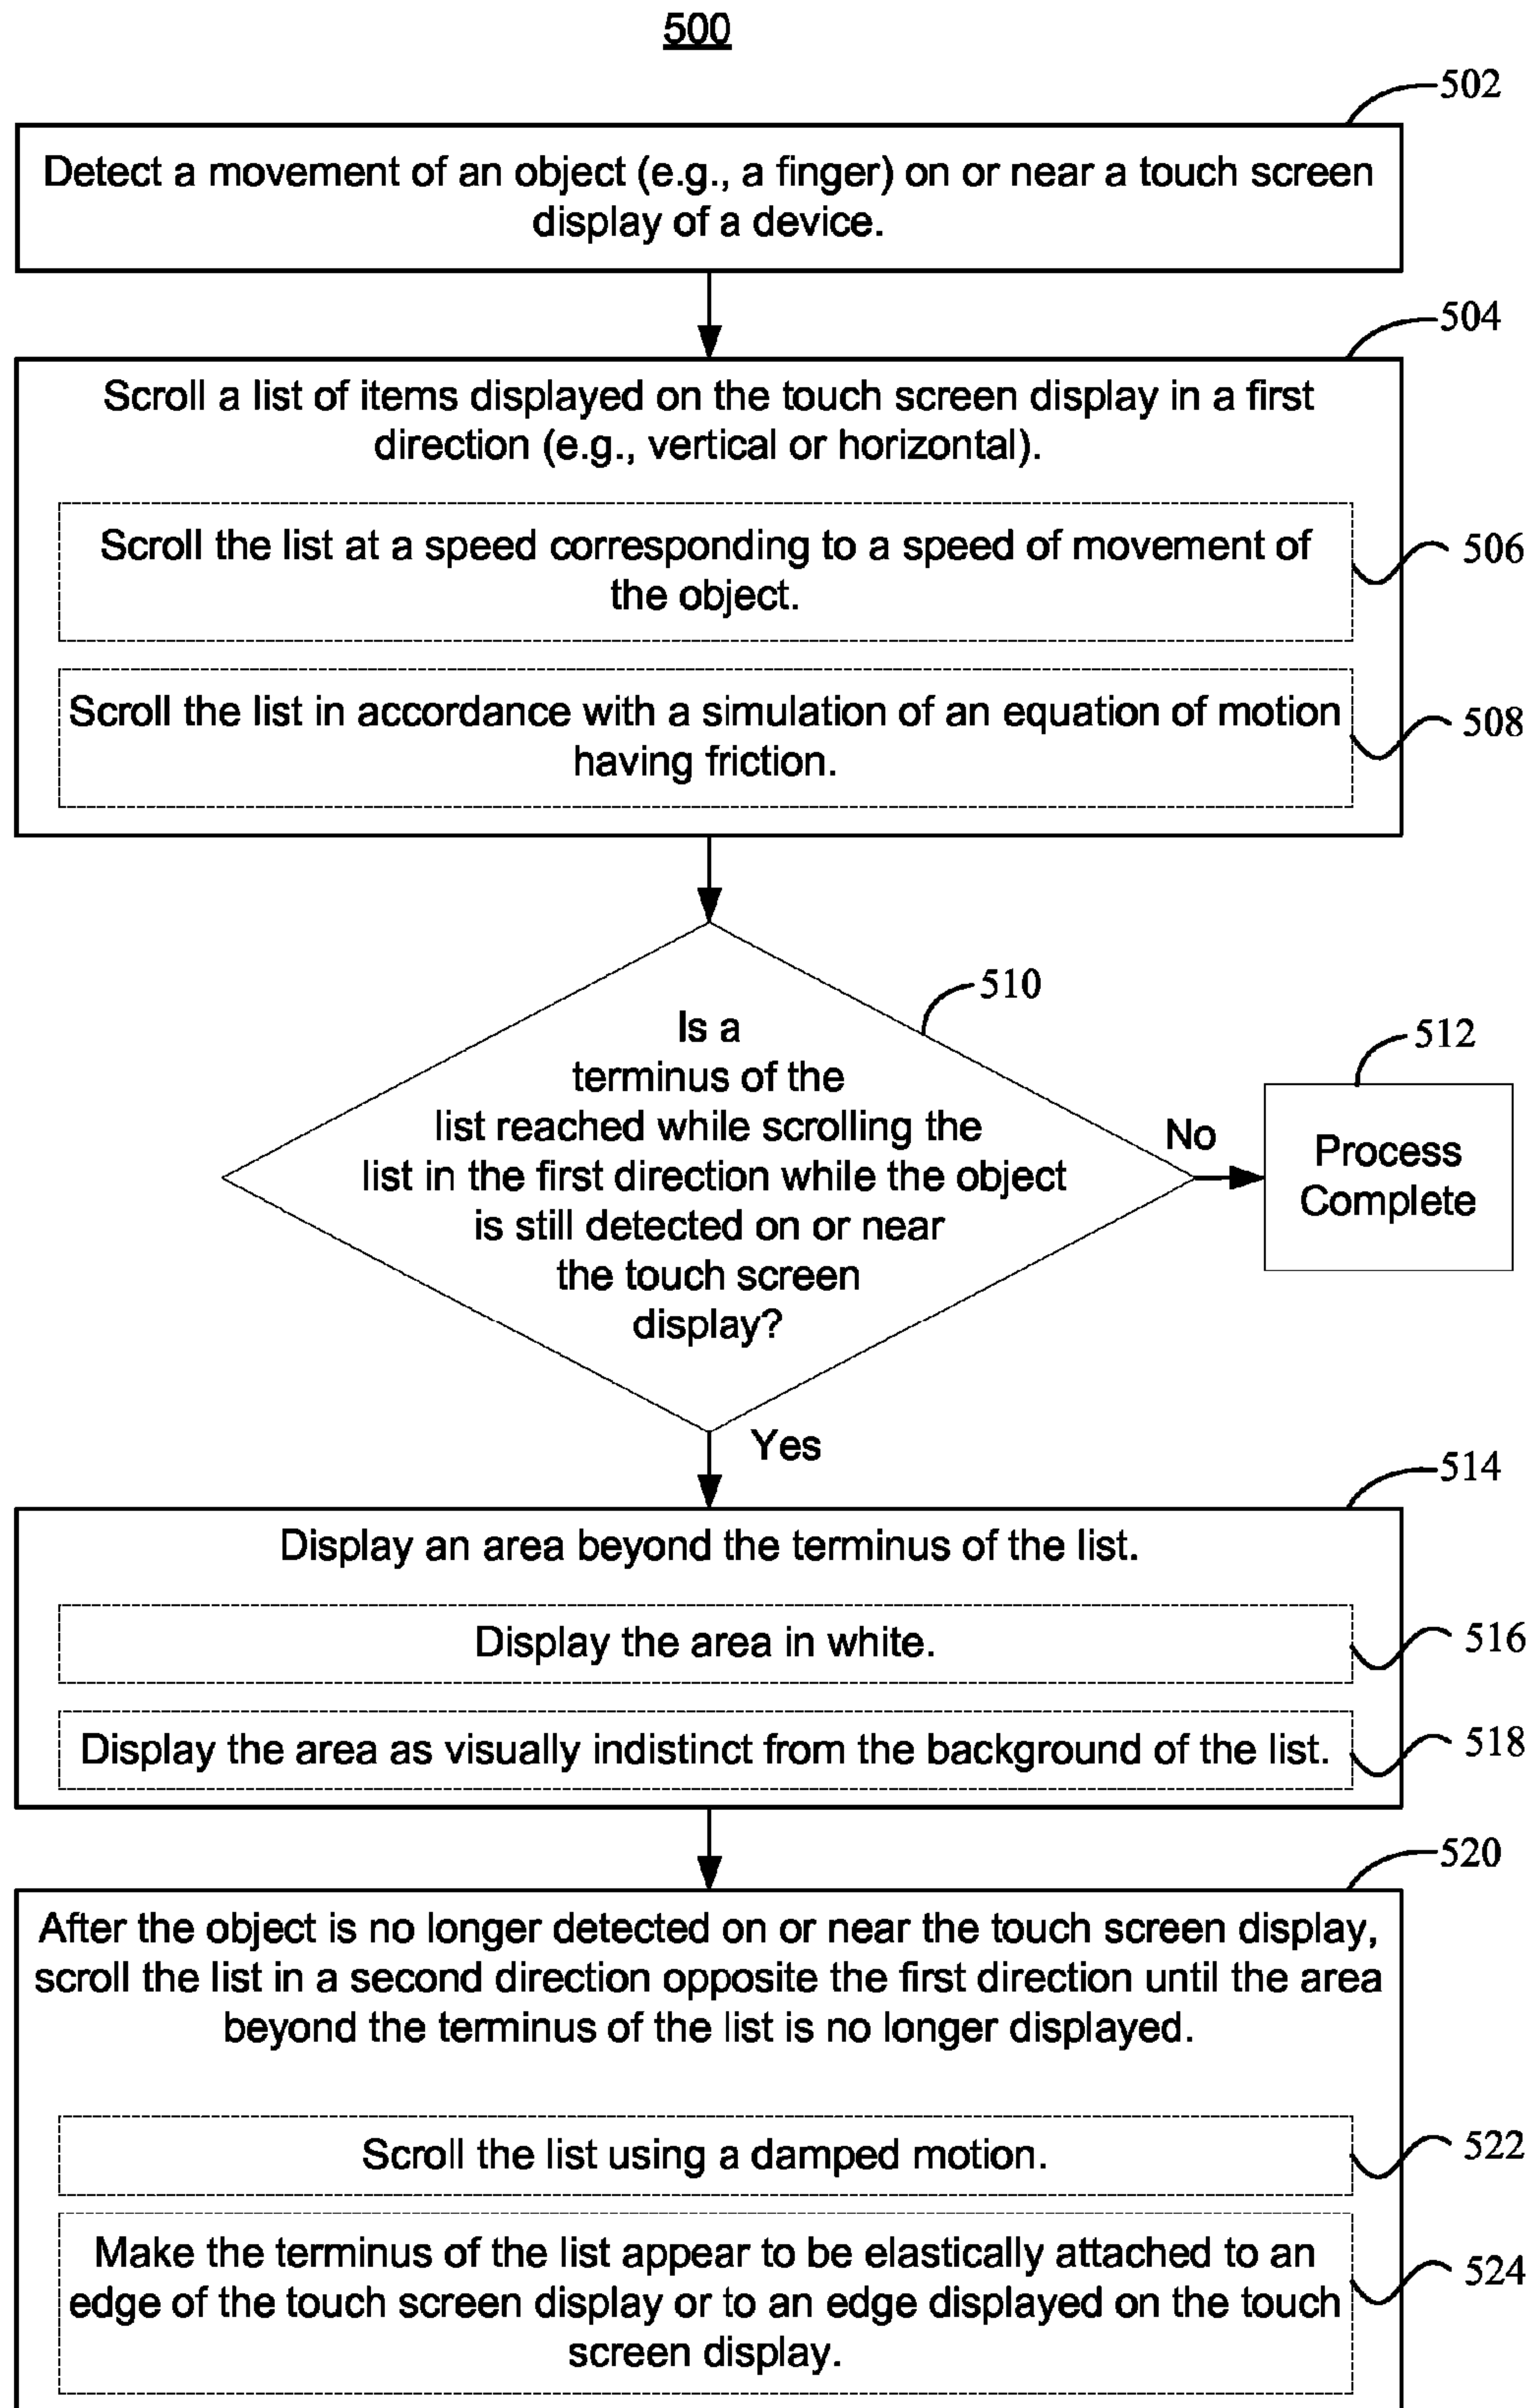 500
502
Detect a movement of an object (e.g., a finger) on or near a touch screen
display of a device.
504
Scroll a list of items displayed on the touch screen display in a first
direction (e.g., vertical or horizontal).
Scroll the list at a speed corresponding to a speed of movement of
the object.
506
Scroll the list in accordance with a simulation of an equation of motion
having friction.
508
510
Is a
terminus of the
list reached while scrolling the
list in the first direction while the object
is still detected on or near
the touch screen
display?
No
512
Process
Complete
Yes
514
Display an area beyond the terminus of the list.
Display the area in white.
516
Display the area as visually indistinct from the background of the list.
518
520
After the object is no longer detected on or near the touch screen display,
scroll the list in a second direction opposite the first direction until the area
beyond the terminus of the list is no longer displayed.
Scroll the list using a damped motion.
522
Make the terminus of the list appear to be elastically attached to an
edge of the touch screen display or to an edge displayed on the touch
screen display.
524